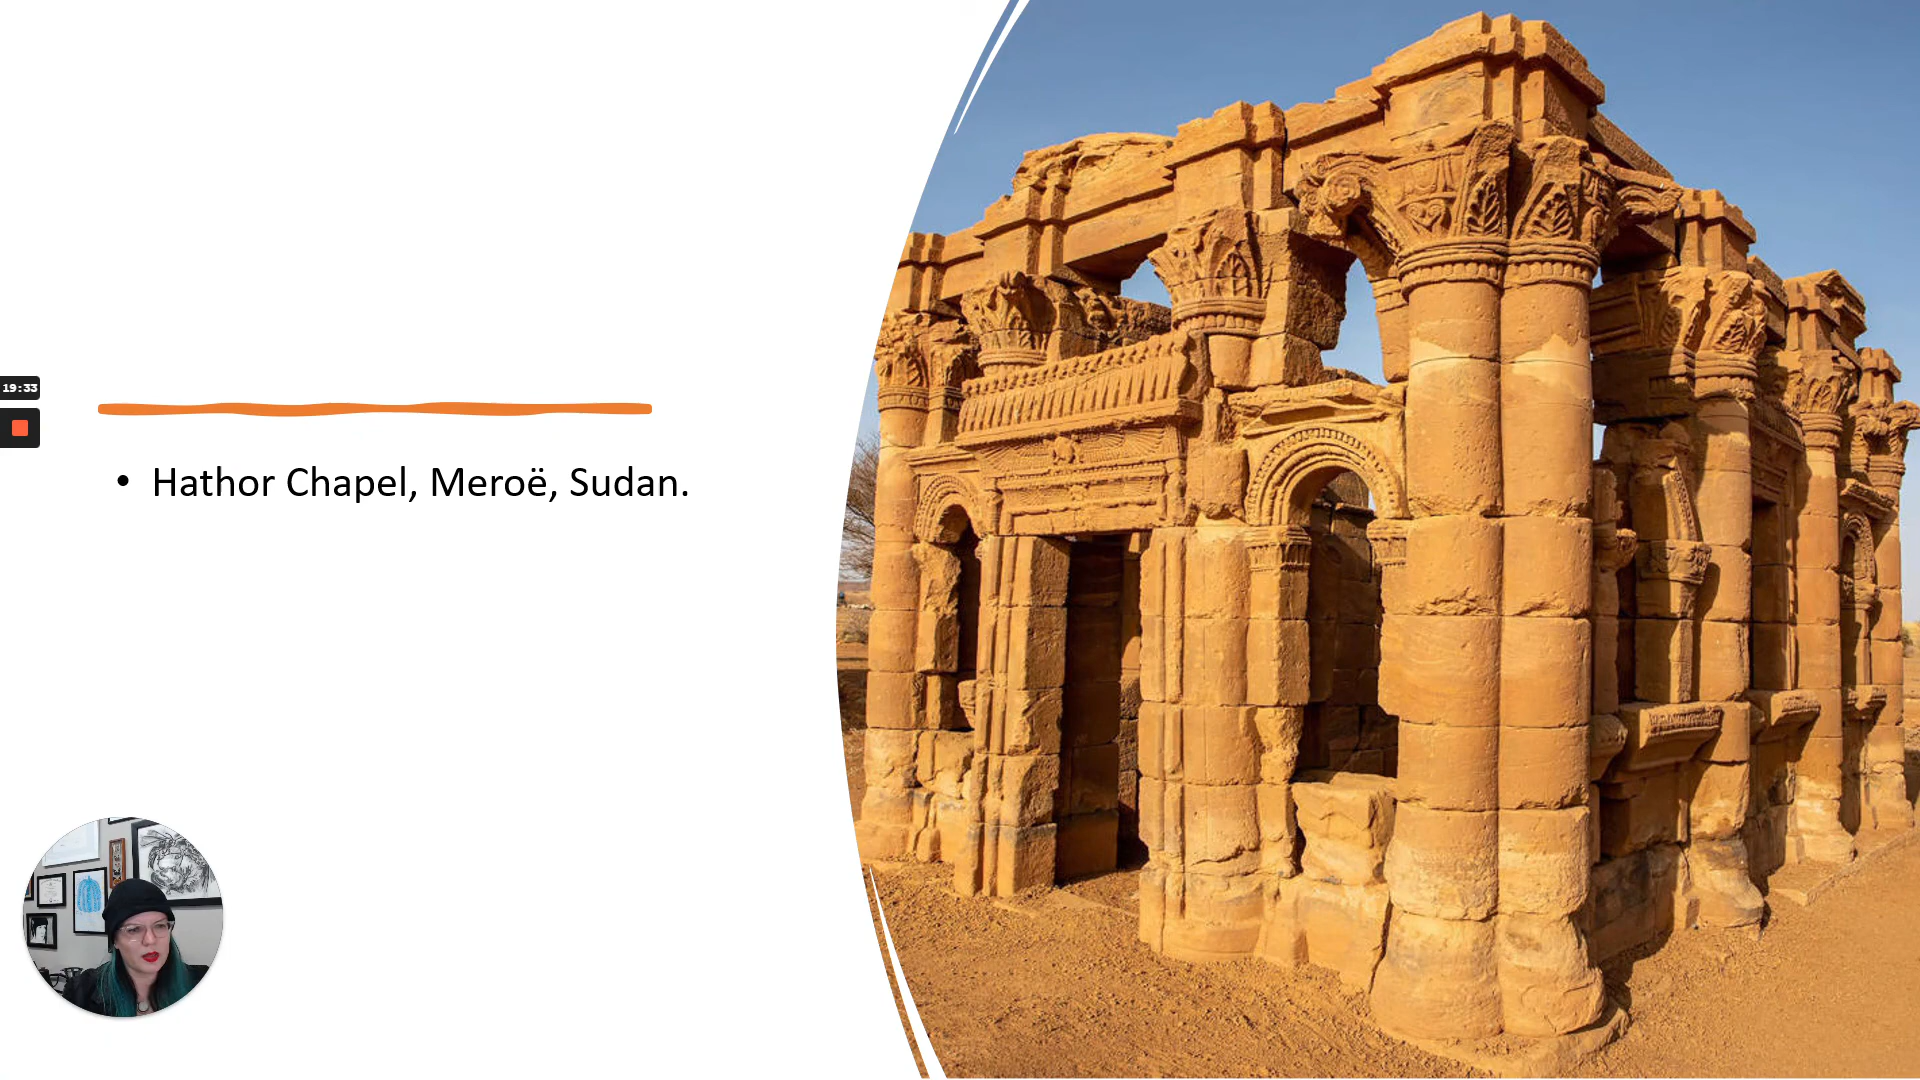 19:33
• Hathor Chapel, Meroë, Sudan.